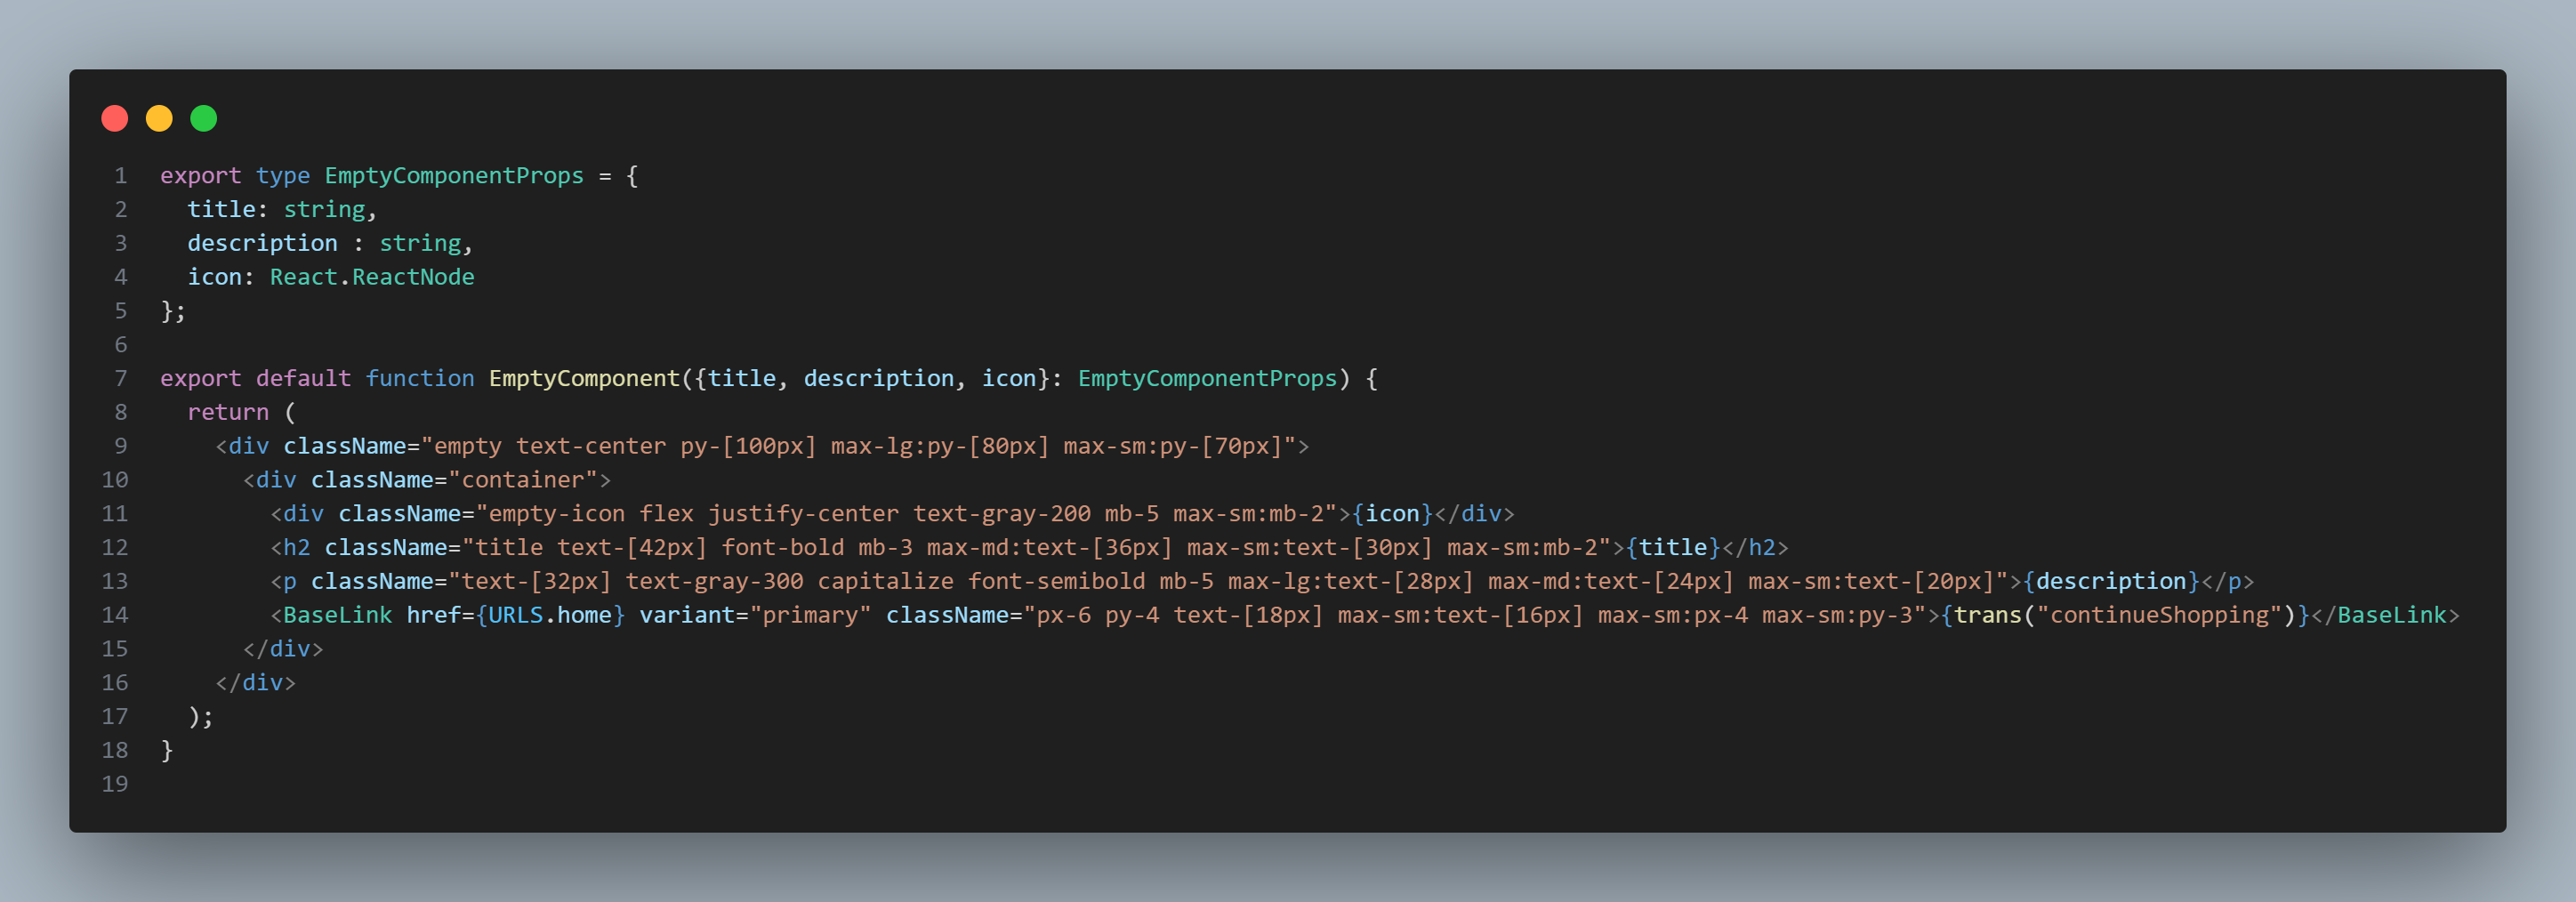 1 export type EmptyComponentProps = {
2   title: string,
3   description : string,
4   icon: React.ReactNode
5 };
6
7 export default function EmptyComponent({title, description, icon}: EmptyComponentProps) {
8   return (
9     <div className="empty text-center py-[100px] max-lg:py-[80px] max-sm:py-[70px]">
10       <div className="container">
11         <div className="empty-icon flex justify-center text-gray-200 mb-5 max-sm:mb-2">{icon}</div>
12         <h2 className="title text-[42px] font-bold mb-3 max-md:text-[36px] max-sm:text-[30px] max-sm:mb-2">{title}</h2>
13         <p className="text-[32px] text-gray-300 capitalize font-semibold mb-5 max-lg:text-[28px] max-md:text-[24px] max-sm:text-[20px]">{description}</p>
14         <BaseLink href={URLS.home} variant="primary" className="px-6 py-4 text-[18px] max-sm:text-[16px] max-sm:px-4 max-sm:py-3">{trans("continueShopping")}</BaseLink>
15       </div>
16     </div>
17   );
18 }
19